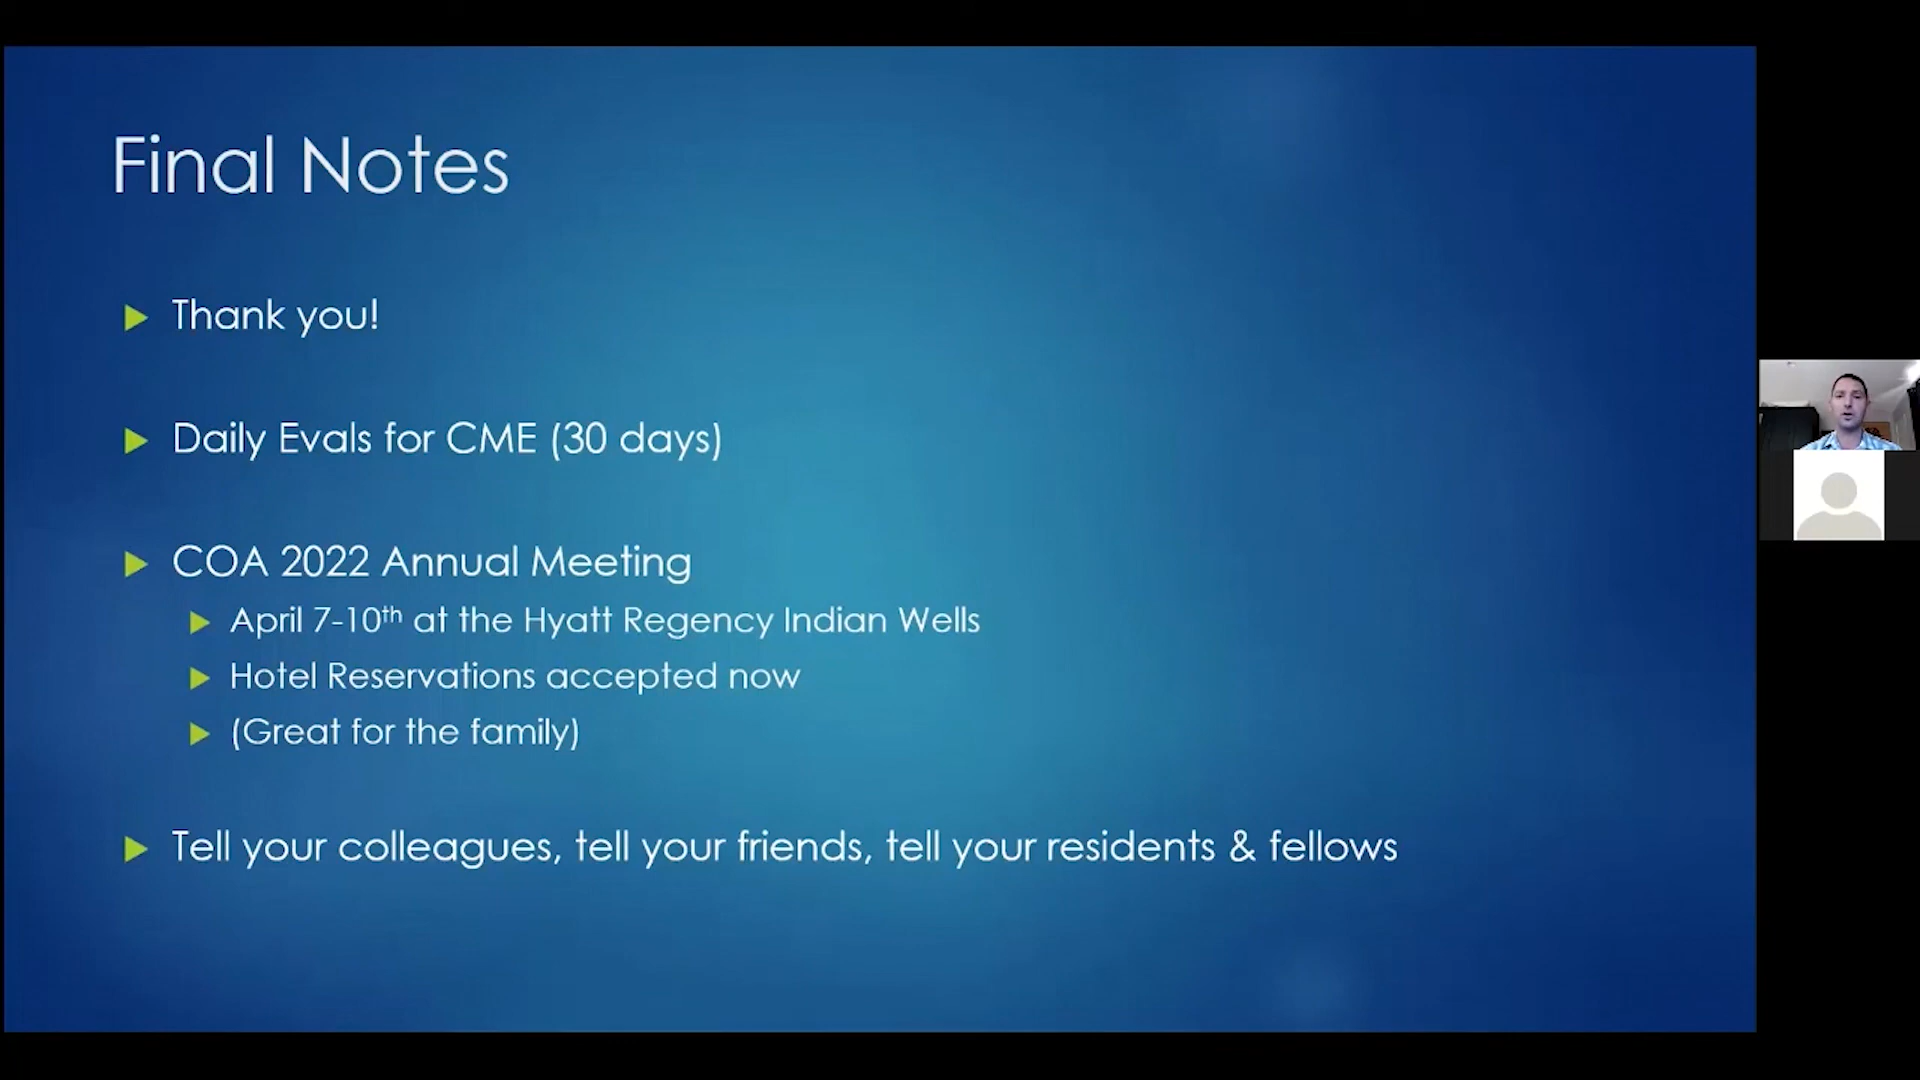 Final Notes
Thank you!
Daily Evals for CME (30 days)
COA 2022 Annual Meeting
April 7-10th at the Hyatt Regency Indian Wells
Hotel Reservations accepted now
(Great for the family)
Tell your colleagues, tell your friends, tell your residents & fellows